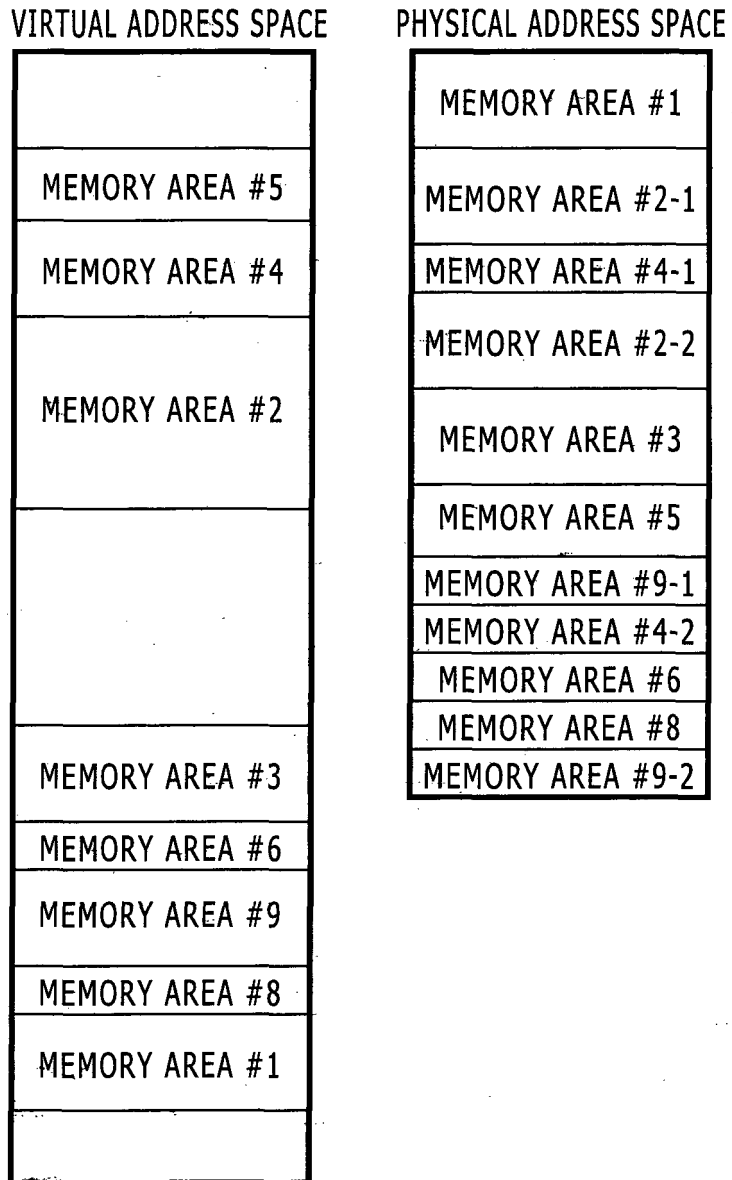 VIRTUAL ADDRESS SPACE
MEMORY AREA #5
MEMORY AREA #4
MEMORY AREA #2
MEMORY AREA #3
MEMORY AREA #6
MEMORY AREA #9
MEMORY AREA #8
MEMORY AREA #1
PHYSICAL ADDRESS SPACE
MEMORY AREA #1
MEMORY AREA #2-1
MEMORY AREA #4-1
MEMORY AREA #2-2
MEMORY AREA #3
MEMORY AREA #5
MEMORY AREA #9-1
MEMORY AREA #4-2
MEMORY AREA #6
MEMORY AREA #8
MEMORY AREA #9-2